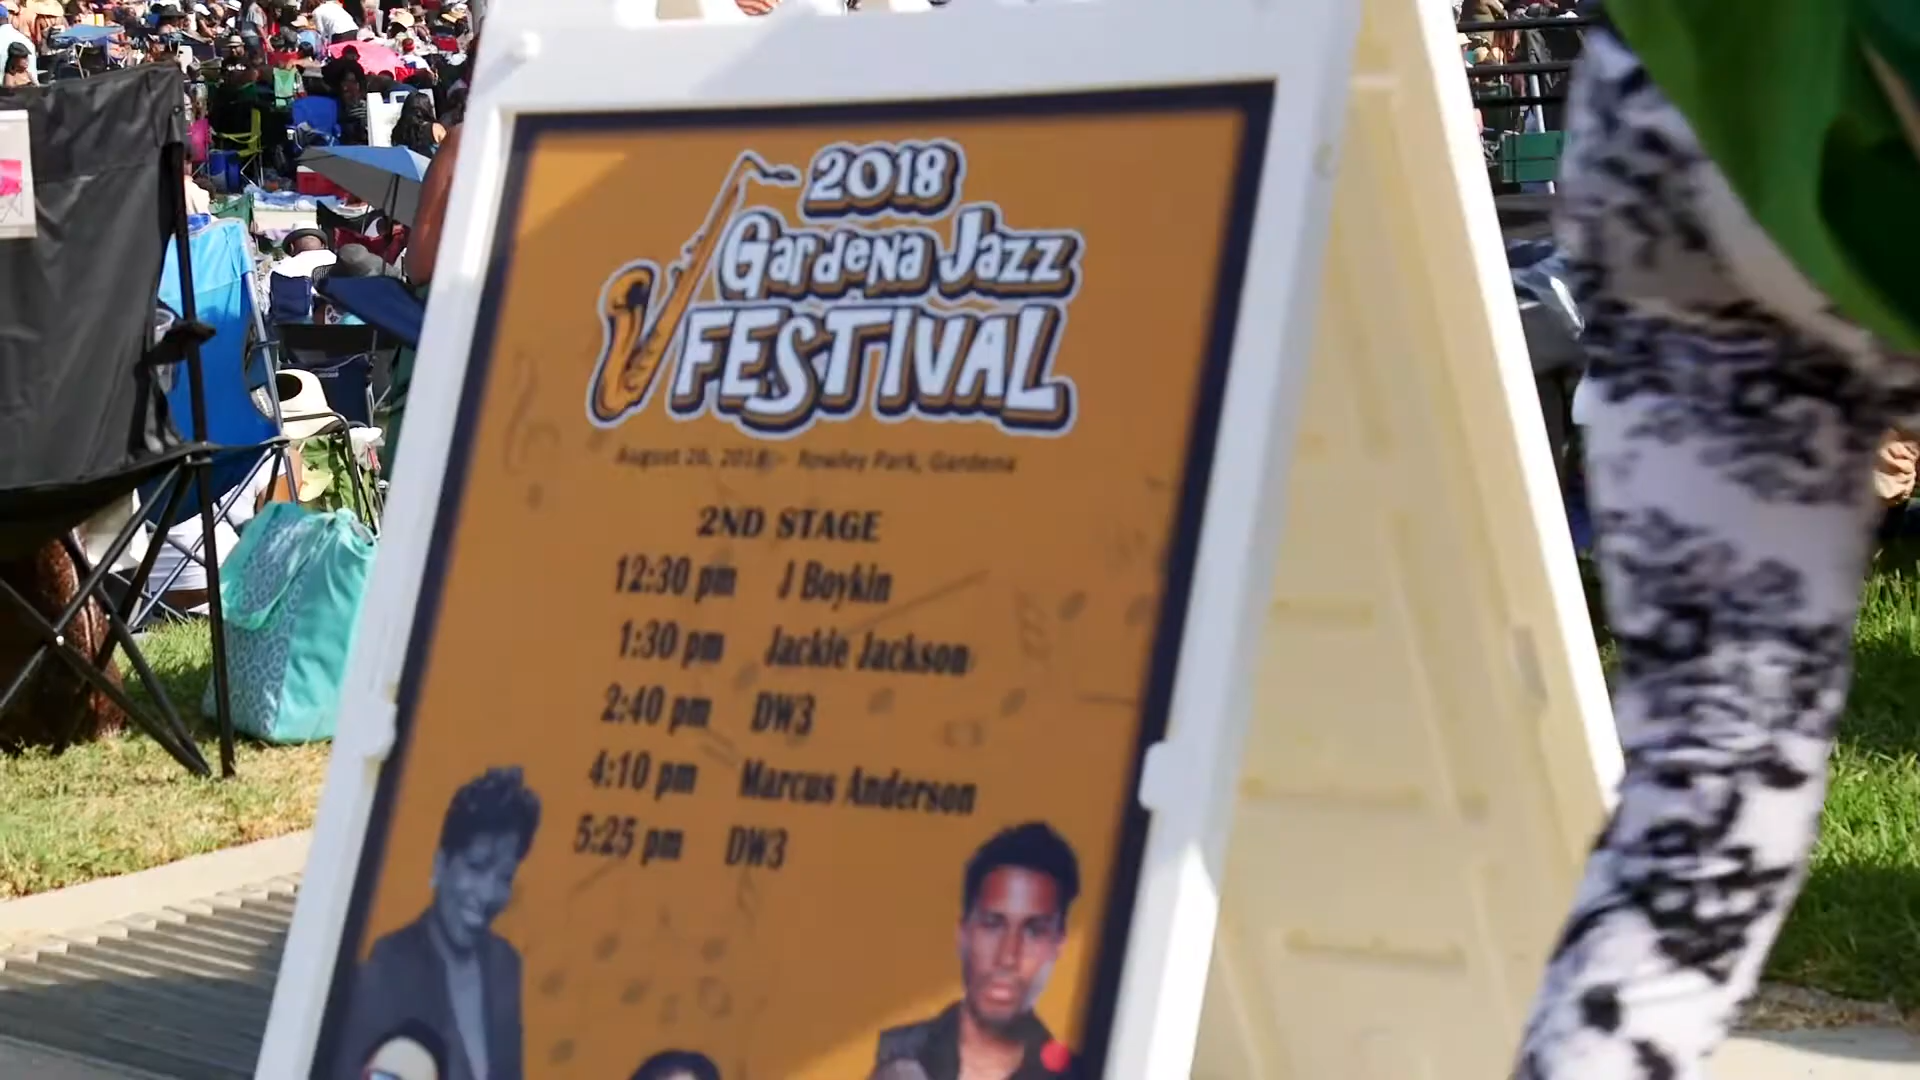 2018
Gardena Jazz
FESTIVAL
August 26, 2018 - Rowley Park, Gardena
2ND STAGE
12:30 pm J Boykin
1:30 pm Jackie Jackson
2:40 pm DW3
4:10 pm Marcus Anderson
5:25 pm DW3